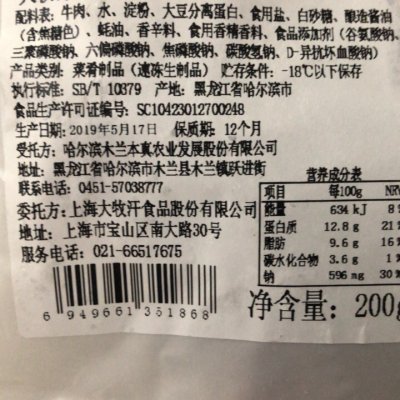 配料表: 牛肉、水、淀粉、大豆分离蛋白、食用盐、白砂糖、酿造酱油
(含焦糖色)、蚝油、香辛料、食用香精香料、食品添加剂(谷氨酸钠、
三聚磷酸钠、六偏磷酸钠、焦磷酸钠、碳酸氢钠、D-异抗坏血酸钠)
产品类别: 菜肴制品(速冻生制品) 贮存条件: -18℃以下保存
执行标准: SB/T 10379 产地: 黑龙江省哈尔滨市
食品生产许可证编号: SC10423012700248
生产日期: 2019年5月17日 保质期: 12个月
受托方: 哈尔滨木兰本真农业发展股份有限公司
地址: 黑龙江省哈尔滨市木兰县木兰镇跃进街
联系电话: 0451-57038777
委托方: 上海大牧汗食品股份有限公司
地址: 上海市宝山区南大路30号
服务电话: 021-66517675
营养成分表
项目 每100g NRV
能量 634 kJ 8
蛋白质 12.8 g 21
脂肪 9.6 g 16
碳水化合物 3.6 g 1
钠 596 mg 30
6 949661 351868
净含量: 200g